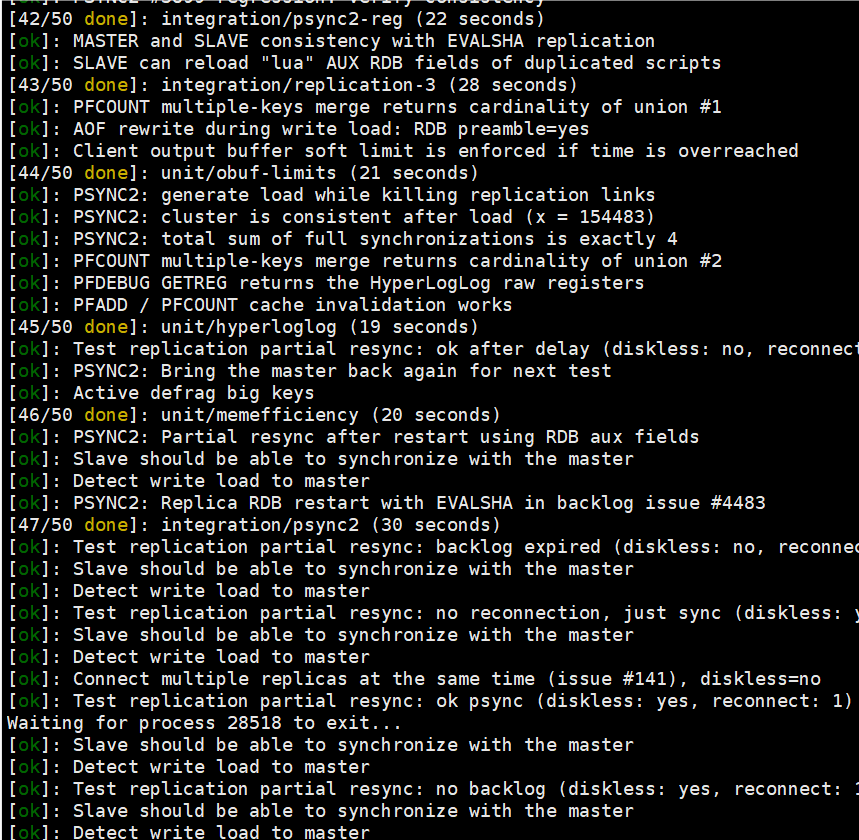 [ok]: PSYNC2 #3899 regression: verify consistency
[42/50 done]: integration/psync2-reg (22 seconds)
[ok]: MASTER and SLAVE consistency with EVALSHA replication
[ok]: SLAVE can reload "lua" AUX RDB fields of duplicated scripts
[43/50 done]: integration/replication-3 (28 seconds)
[ok]: PFCOUNT multiple-keys merge returns cardinality of union #1
[ok]: AOF rewrite during write load: RDB preamble=yes
[ok]: Client output buffer soft limit is enforced if time is overreached
[44/50 done]: unit/obuf-limits (21 seconds)
[ok]: PSYNC2: generate load while killing replication links
[ok]: PSYNC2: cluster is consistent after load (x = 154483)
[ok]: PSYNC2: total sum of full synchronizations is exactly 4
[ok]: PFCOUNT multiple-keys merge returns cardinality of union #2
[ok]: PFDEBUG GETREG returns the HyperLogLog raw registers
[ok]: PFADD / PFCOUNT cache invalidation works
[45/50 done]: unit/hyperloglog (19 seconds)
[ok]: Test replication partial resync: ok after delay (diskless: no, reconnect
[ok]: PSYNC2: Bring the master back again for next test
[ok]: Active defrag big keys
[46/50 done]: unit/memefficiency (20 seconds)
[ok]: PSYNC2: Partial resync after restart using RDB aux fields
[ok]: Slave should be able to synchronize with the master
[ok]: Detect write load to master
[ok]: PSYNC2: Replica RDB restart with EVALSHA in backlog issue #4483
[47/50 done]: integration/psync2 (30 seconds)
[ok]: Test replication partial resync: backlog expired (diskless: no, reconnec
[ok]: Slave should be able to synchronize with the master
[ok]: Detect write load to master
[ok]: Test replication partial resync: no reconnection, just sync (diskless: y
[ok]: Slave should be able to synchronize with the master
[ok]: Detect write load to master
[ok]: Connect multiple replicas at the same time (issue #141), diskless=no
[ok]: Test replication partial resync: ok psync (diskless: yes, reconnect: 1)
Waiting for process 28518 to exit...
[ok]: Slave should be able to synchronize with the master
[ok]: Detect write load to master
[ok]: Test replication partial resync: no backlog (diskless: yes, reconnect: 1
[ok]: Slave should be able to synchronize with the master
[ok]: Detect write load to master